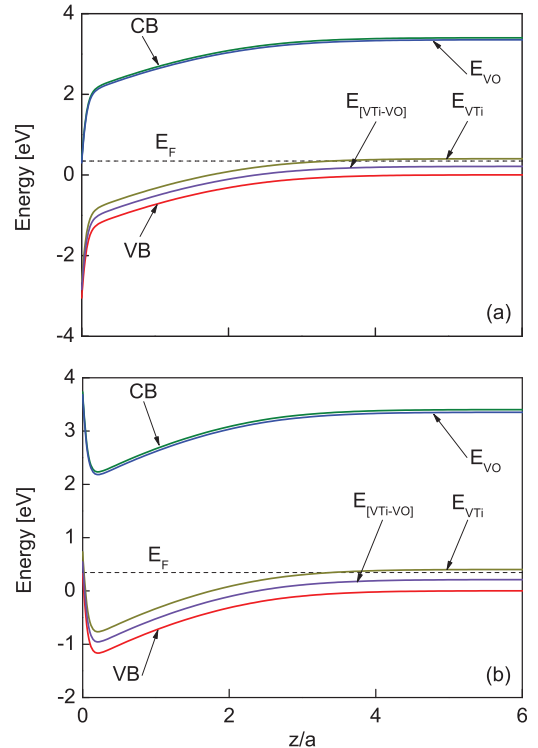 4
CB
E_VO
2
E_[VTi-VO]
E_VTi
E_F
0
VB
-2
(a)
-4
Energy [eV]
4
CB
3
E_VO
2
E_[VTi-VO]
E_VTi
1
E_F
0
-1
VB
(b)
-2
Energy [eV]
0 2 4 6
z/a